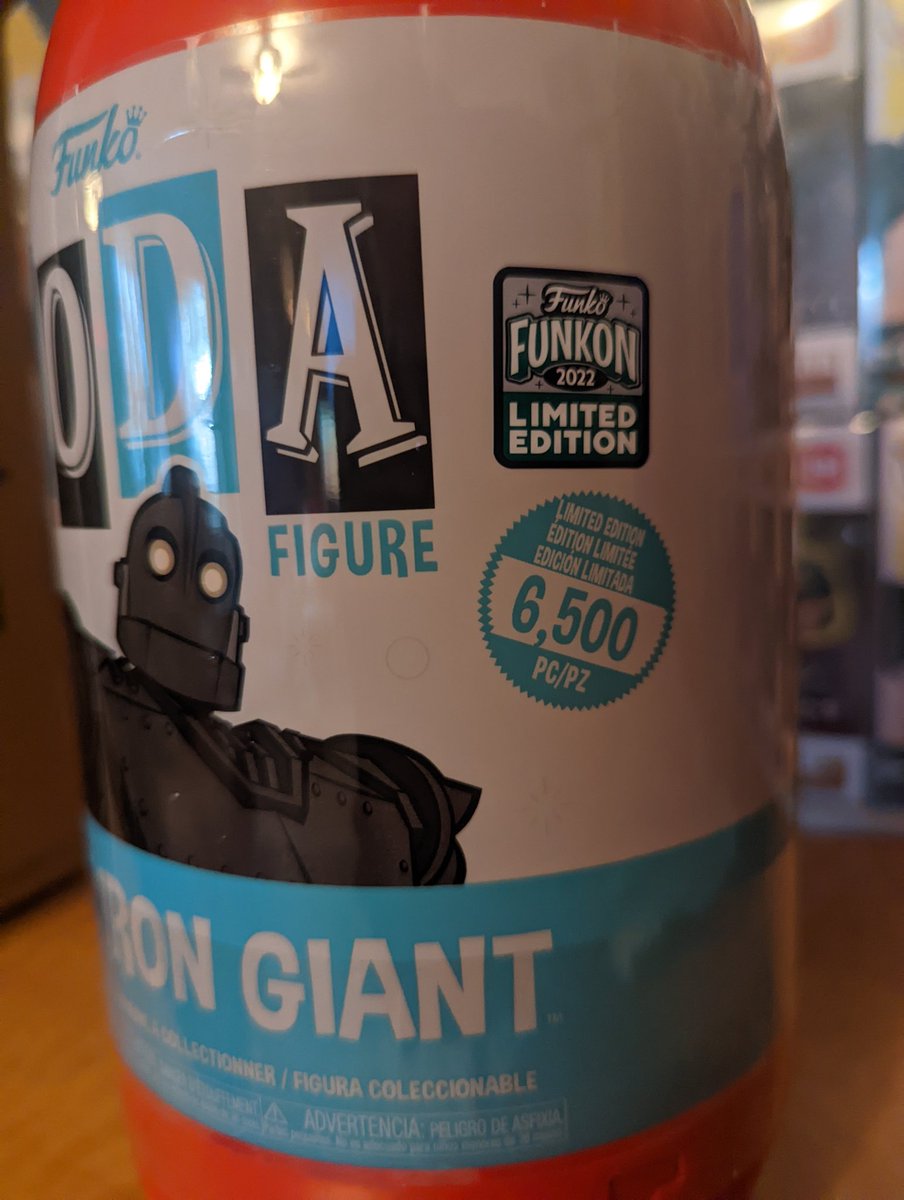 Funko
ODA
FIGURE
Funko
FUNKON
2022
LIMITED
EDITION
LIMITED EDITION
ÉDITION LIMITÉE
EDICIÓN LIMITADA
6,500
PC/PZ
IRON GIANT
À COLLECTIONNER / FIGURA COLECCIONABLE
ADVERTENCIA: PELIGRO DE ASFIXIA.